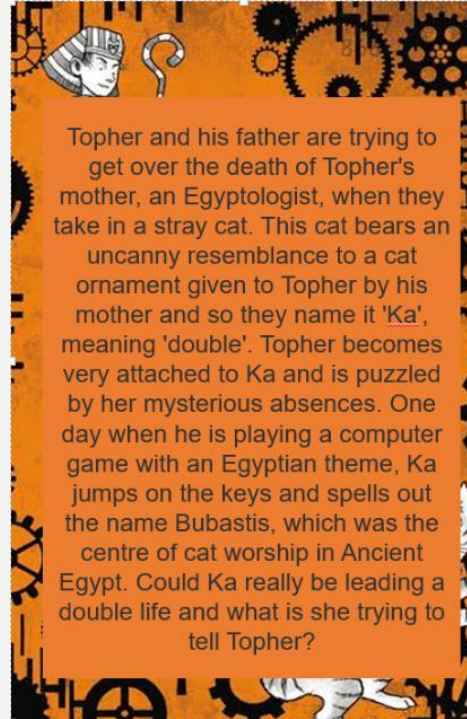 Topher and his father are trying to
get over the death of Topher's
mother, an Egyptologist, when they
take in a stray cat. This cat bears an
uncanny resemblance to a cat
ornament given to Topher by his
mother and so they name it 'Ka',
meaning 'double'. Topher becomes
very attached to Ka and is puzzled
by her mysterious absences. One
day when he is playing a computer
game with an Egyptian theme, Ka
jumps on the keys and spells out
the name Bubastis, which was the
centre of cat worship in Ancient
Egypt. Could Ka really be leading a
double life and what is she trying to
tell Topher?